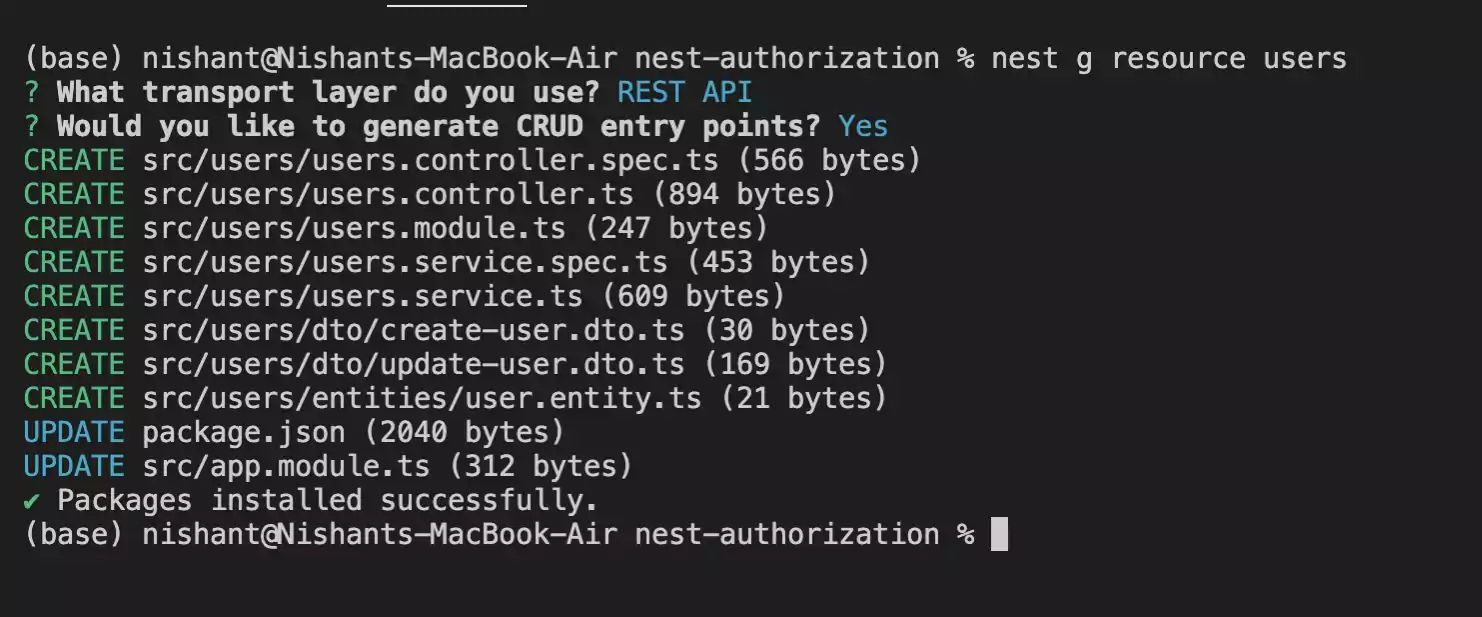 (base) nishant@Nishants-MacBook-Air nest-authorization % nest g resource users
? What transport layer do you use? REST API
? Would you like to generate CRUD entry points? Yes
CREATE src/users/users.controller.spec.ts (566 bytes)
CREATE src/users/users.controller.ts (894 bytes)
CREATE src/users/users.module.ts (247 bytes)
CREATE src/users/users.service.spec.ts (453 bytes)
CREATE src/users/users.service.ts (609 bytes)
CREATE src/users/dto/create-user.dto.ts (30 bytes)
CREATE src/users/dto/update-user.dto.ts (169 bytes)
CREATE src/users/entities/user.entity.ts (21 bytes)
UPDATE package.json (2040 bytes)
UPDATE src/app.module.ts (312 bytes)
✔ Packages installed successfully.
(base) nishant@Nishants-MacBook-Air nest-authorization %